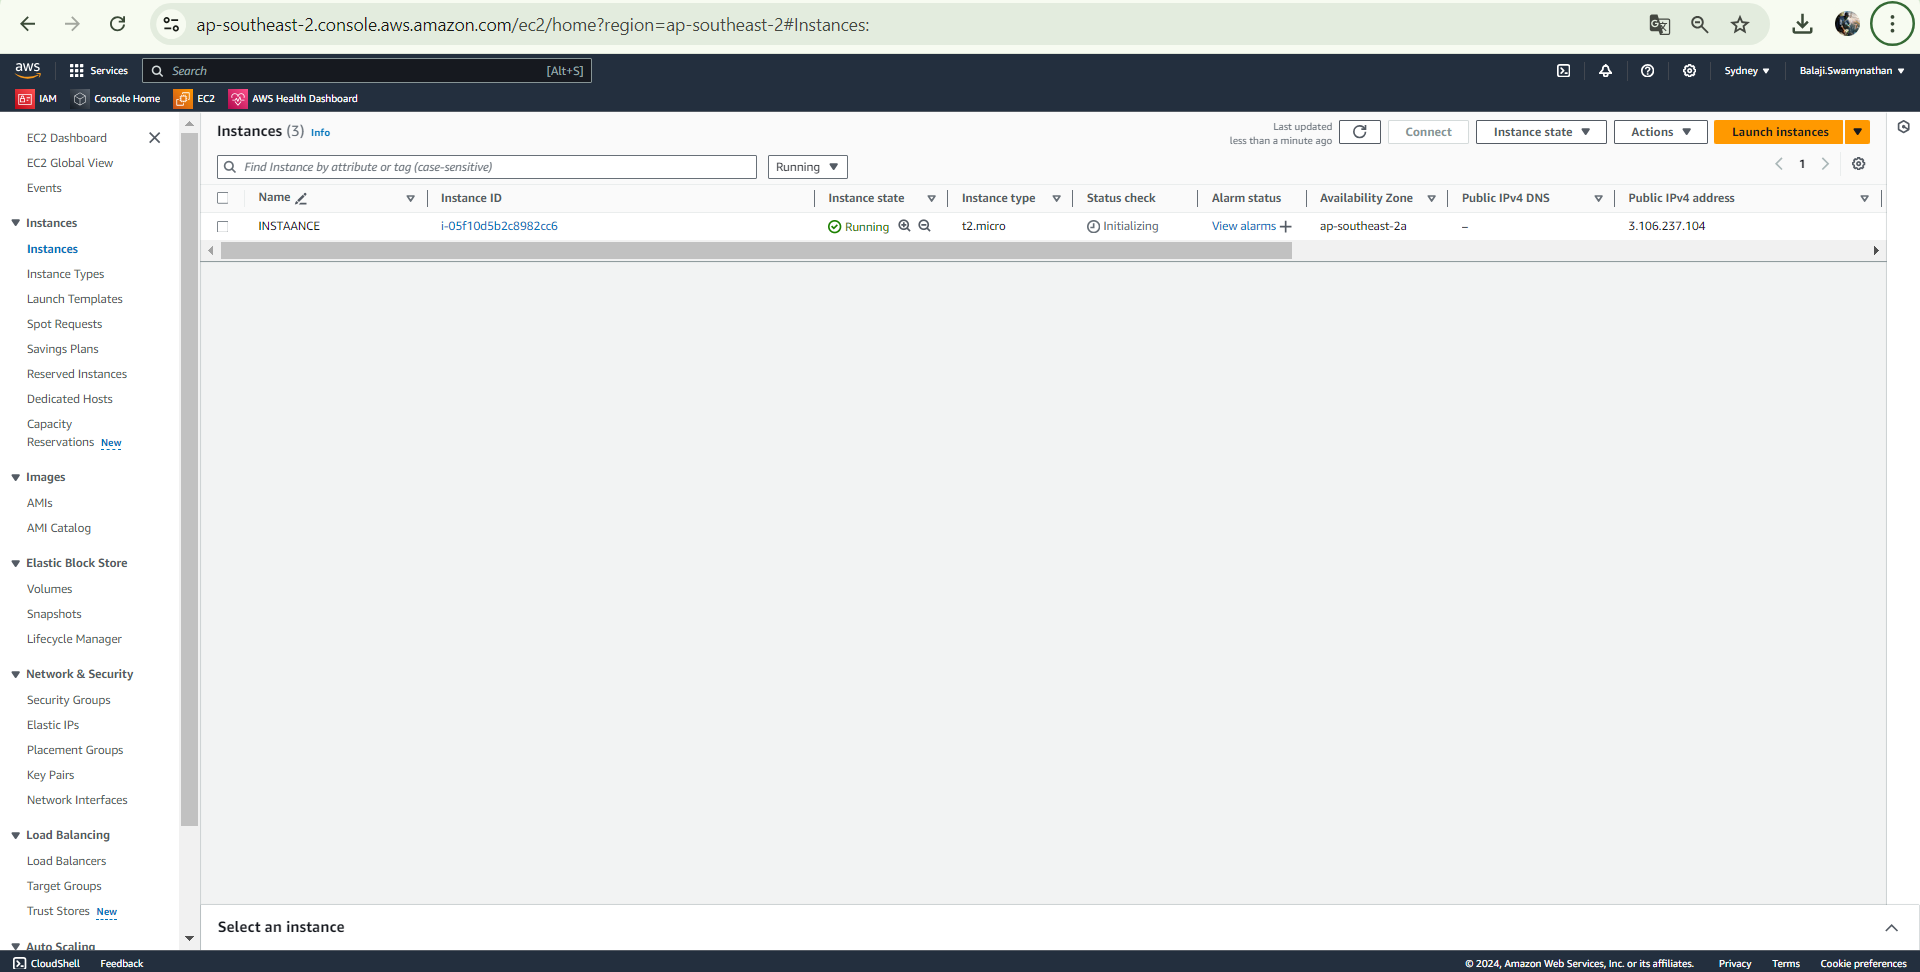 ap-southeast-2.console.aws.amazon.com/ec2/home?region=ap-southeast-2#Instances:
aws Services Search [Alt+S] Sydney Balaji.Swamynathan
IAM Console Home EC2 AWS Health Dashboard
EC2 Dashboard
EC2 Global View
Events
Instances
Instances
Instance Types
Launch Templates
Spot Requests
Savings Plans
Reserved Instances
Dedicated Hosts
Capacity
Reservations New
Images
AMIs
AMI Catalog
Elastic Block Store
Volumes
Snapshots
Lifecycle Manager
Network & Security
Security Groups
Elastic IPs
Placement Groups
Key Pairs
Network Interfaces
Load Balancing
Load Balancers
Target Groups
Trust Stores New
Auto Scaling
Instances (3) Info
Last updated
less than a minute ago
Connect Instance state Actions Launch instances
Find Instance by attribute or tag (case-sensitive) Running 1
Name Instance ID Instance state Instance type Status check Alarm status Availability Zone Public IPv4 DNS Public IPv4 address
INSTAANCE i-05f10d5b2c8982cc6 Running t2.micro Initializing View alarms + ap-southeast-2a – 3.106.237.104
Select an instance
CloudShell Feedback © 2024, Amazon Web Services, Inc. or its affiliates. Privacy Terms Cookie preferences